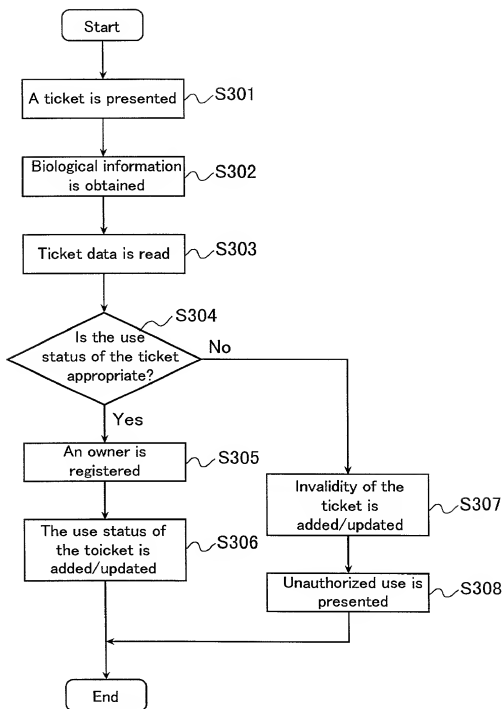 Start
A ticket is presented
S301
Biological information
is obtained
S302
Ticket data is read
S303
S304
Is the use
status of the ticket
appropriate?
No
Yes
An owner is
registered
S305
The use status of
the toicket is
added/updated
S306
Invalidity of the
ticket is
added/updated
S307
Unauthorized use is
presented
S308
End